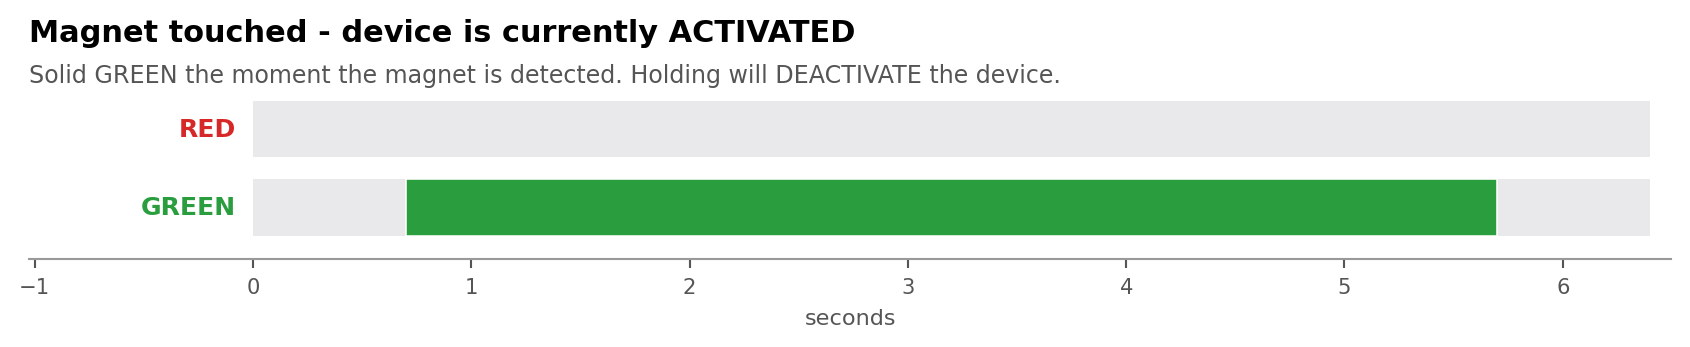 Magnet touched - device is currently ACTIVATED
Solid GREEN the moment the magnet is detected. Holding will DEACTIVATE the device.
RED
GREEN
−1 0 1 2 3 4 5 6
seconds